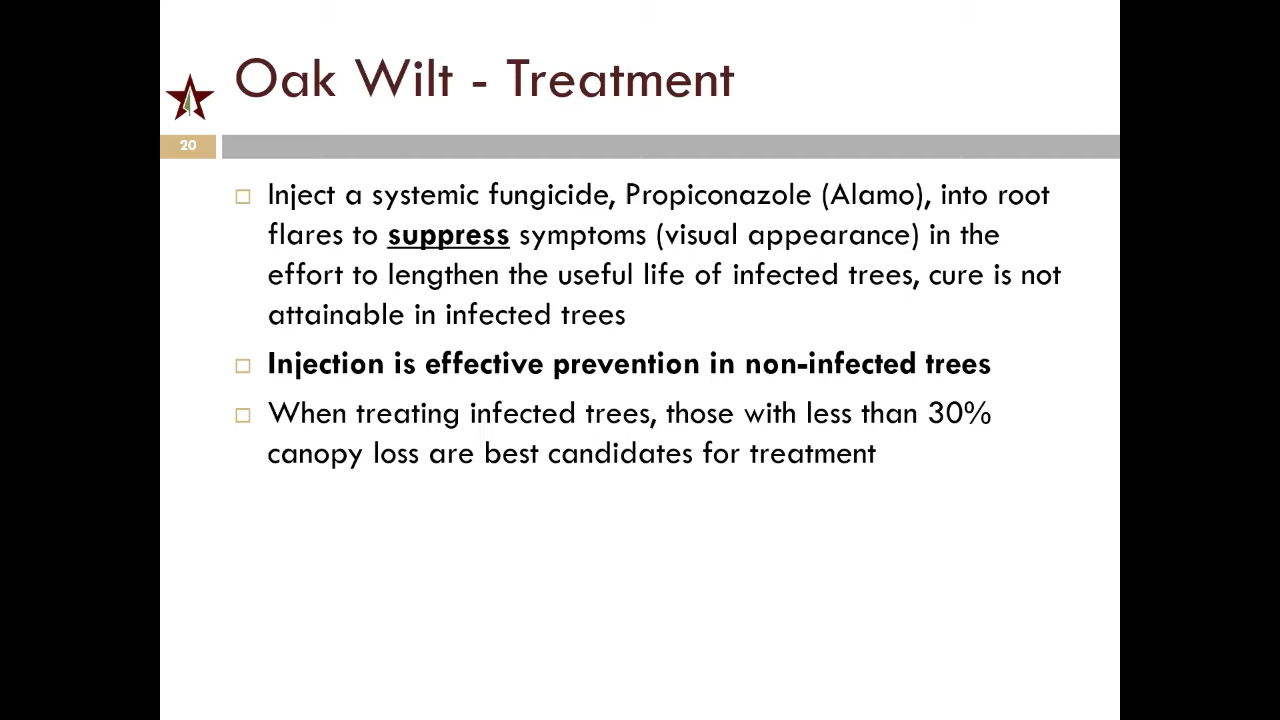 Oak Wilt - Treatment
20
Inject a systemic fungicide, Propiconazole (Alamo), into root
flares to suppress symptoms (visual appearance) in the
effort to lengthen the useful life of infected trees, cure is not
attainable in infected trees
Injection is effective prevention in non-infected trees
When treating infected trees, those with less than 30%
canopy loss are best candidates for treatment